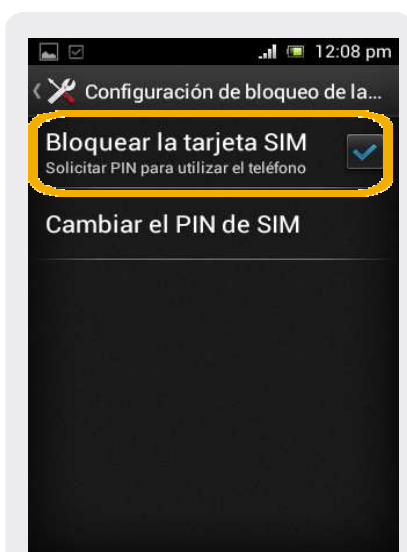 12:08 pm
Configuración de bloqueo de la...
Bloquear la tarjeta SIM
Solicitar PIN para utilizar el teléfono
Cambiar el PIN de SIM